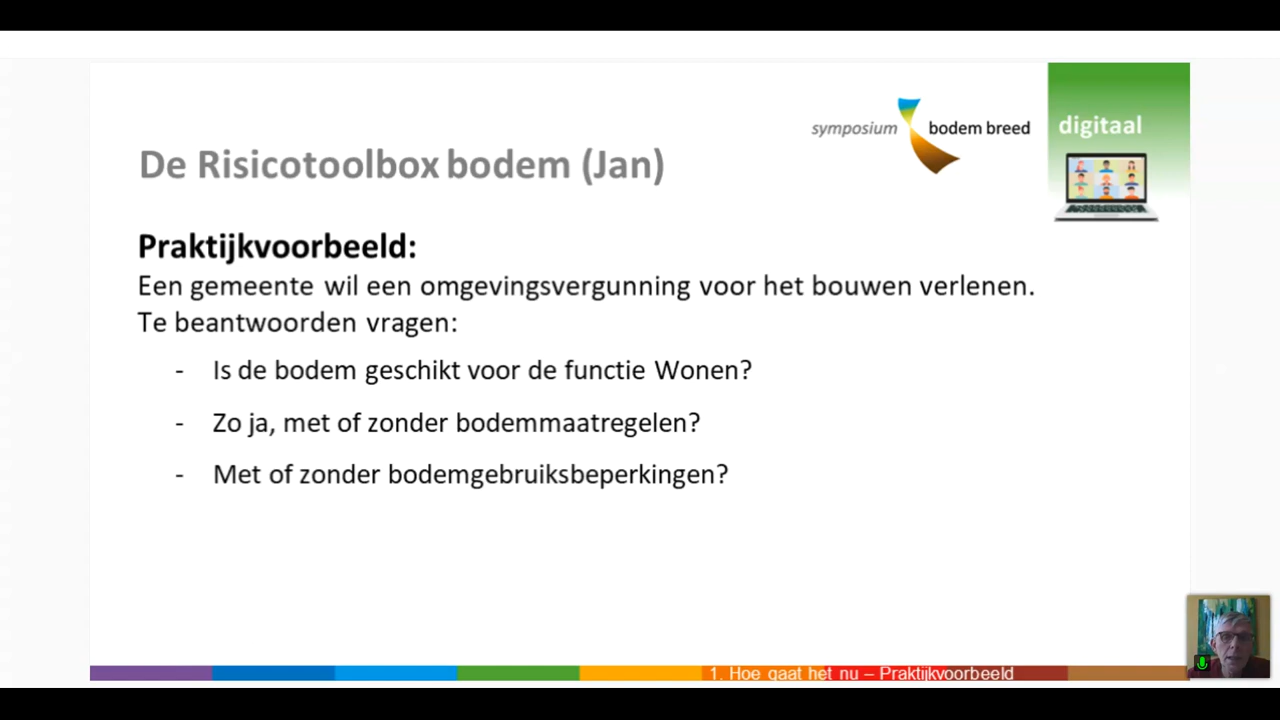 symposium bodem breed
digitaal
De Risicotoolbox bodem (Jan)
Praktijkvoorbeeld:
Een gemeente wil een omgevingsvergunning voor het bouwen verlenen.
Te beantwoorden vragen:
- Is de bodem geschikt voor de functie Wonen?
- Zo ja, met of zonder bodemmaatregelen?
- Met of zonder bodemgebruiksbeperkingen?
1. Hoe gaat het nu – Praktijkvoorbeeld